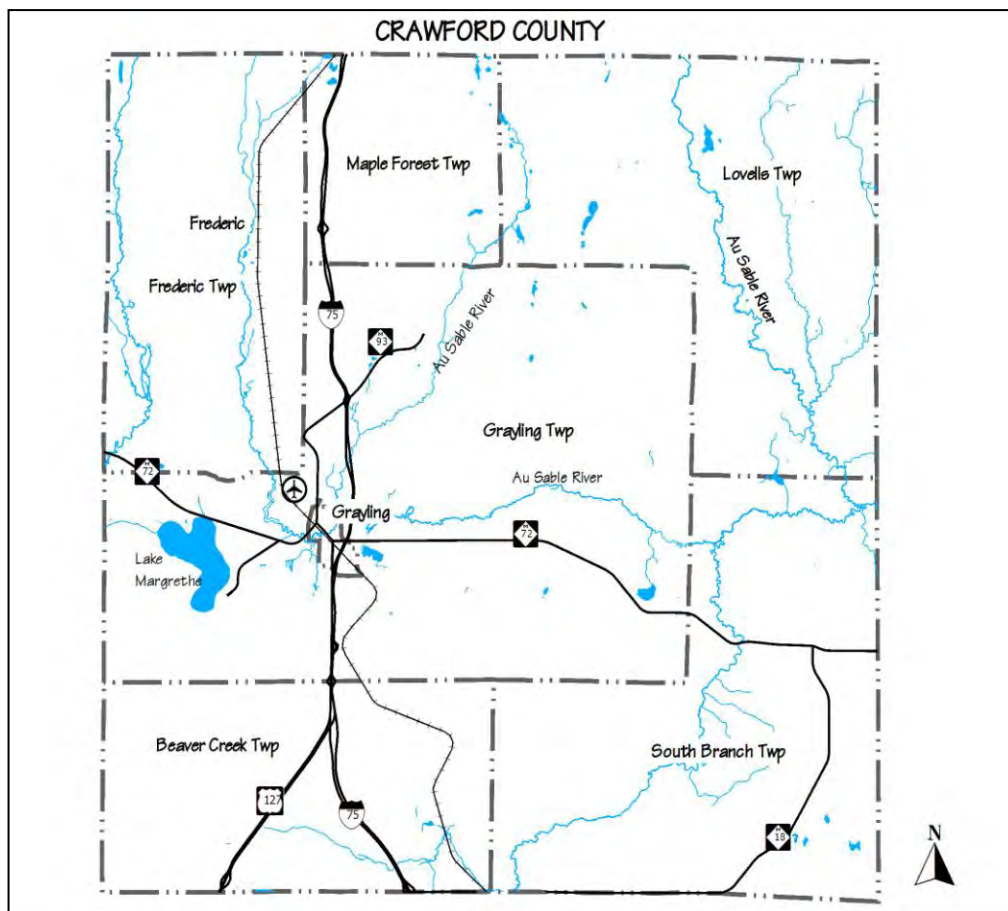 CRAWFORD COUNTY
Maple Forest Twp
Lovells Twp
Frederic
Au Sable River
Frederic Twp
75
M
93
Au Sable River
Grayling Twp
M
72
Au Sable River
Grayling
M
72
Lake
Margrethe
Beaver Creek Twp
South Branch Twp
127
75
M
18
N